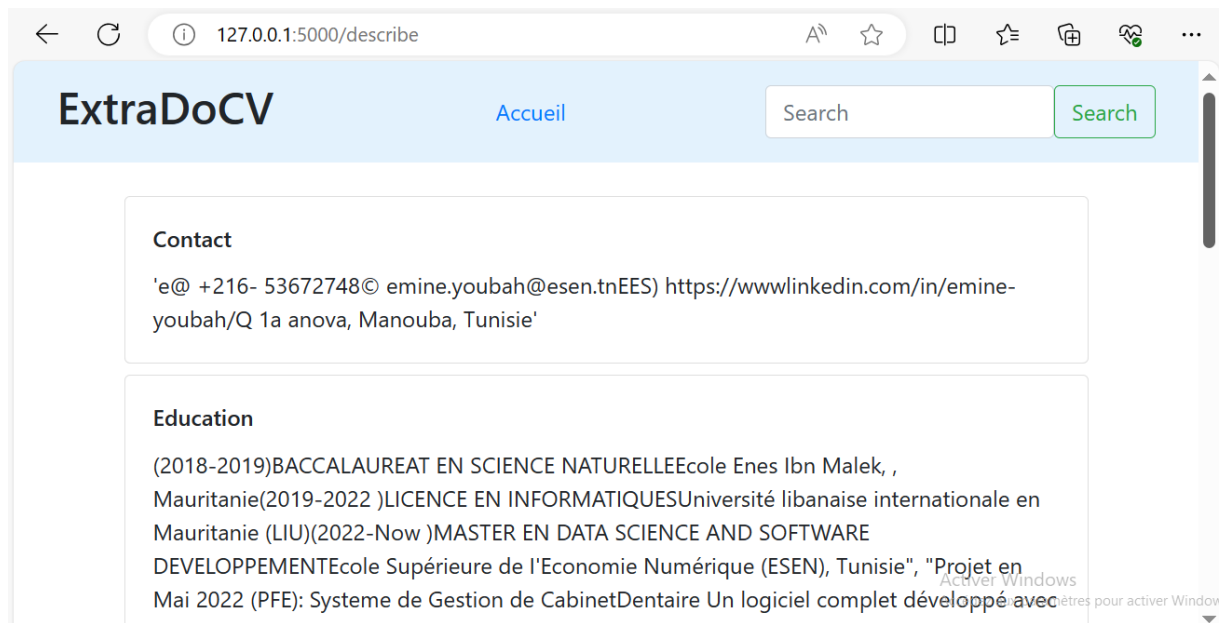 127.0.0.1:5000/describe
ExtraDoCV
Accueil
Search
Search
Contact
'e@ +216- 53672748© emine.youbah@esen.tnEES) https://wwwlinkedin.com/in/emine-
youbah/Q 1a anova, Manouba, Tunisie'
Education
(2018-2019)BACCALAUREAT EN SCIENCE NATURELLEEcole Enes Ibn Malek, ,
Mauritanie(2019-2022 )LICENCE EN INFORMATIQUESUniversité libanaise internationale en
Mauritanie (LIU)(2022-Now )MASTER EN DATA SCIENCE AND SOFTWARE
DEVELOPPEMENTEcole Supérieure de l'Economie Numérique (ESEN), Tunisie", "Projet en
Mai 2022 (PFE): Systeme de Gestion de CabinetDentaire Un logiciel complet développé avec
Activer Windows
pour activer Window